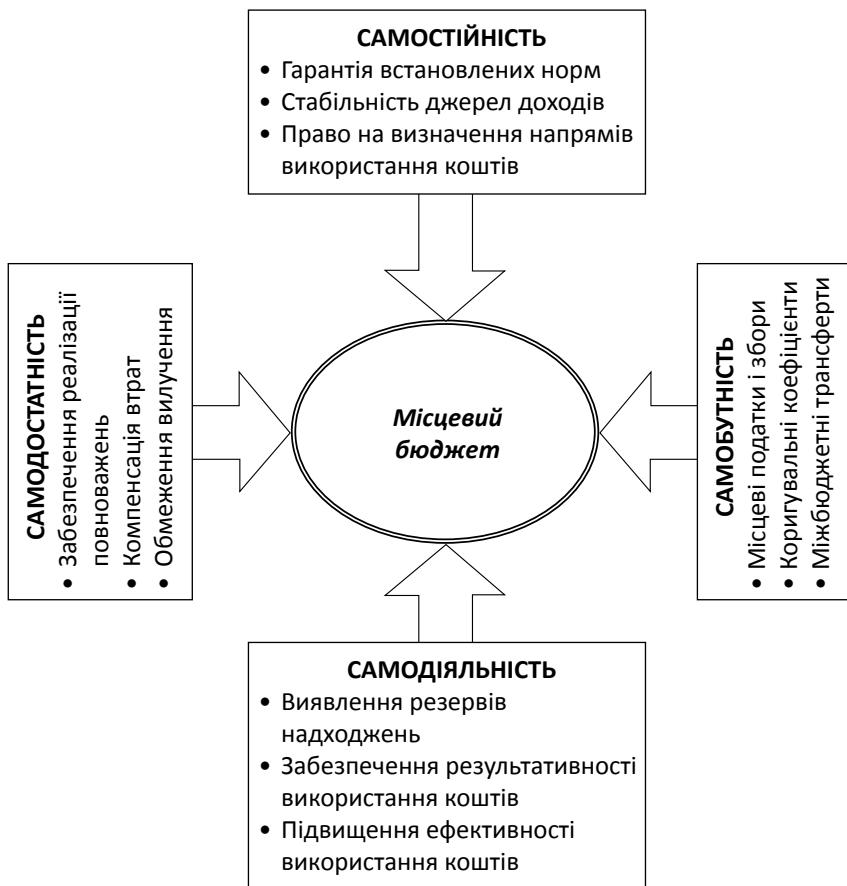 САМОСТІЙНІСТЬ
• Гарантія встановлених норм
• Стабільність джерел доходів
• Право на визначення напрямів
використання коштів
САМОДОСТАТНІСТЬ
• Забезпечення реалізації
повноважень
• Компенсація втрат
• Обмеження вилучення
Місцевий
бюджет
САМОБУТНІСТЬ
• Місцеві податки і збори
• Коригувальні коефіцієнти
• Міжбюджетні трансферти
САМОДІЯЛЬНІСТЬ
• Виявлення резервів
надходжень
• Забезпечення результативності
використання коштів
• Підвищення ефективності
використання коштів